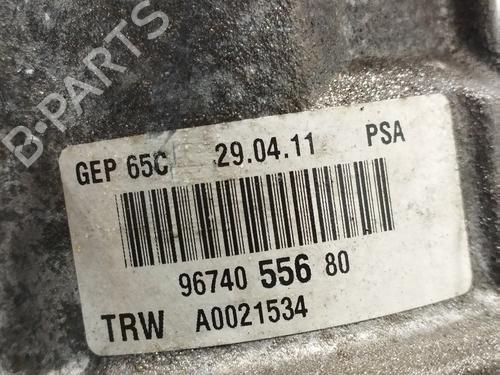 B-PARTS
GEP 65C 29.04.11 PSA
96740 556 80
TRW A0021534